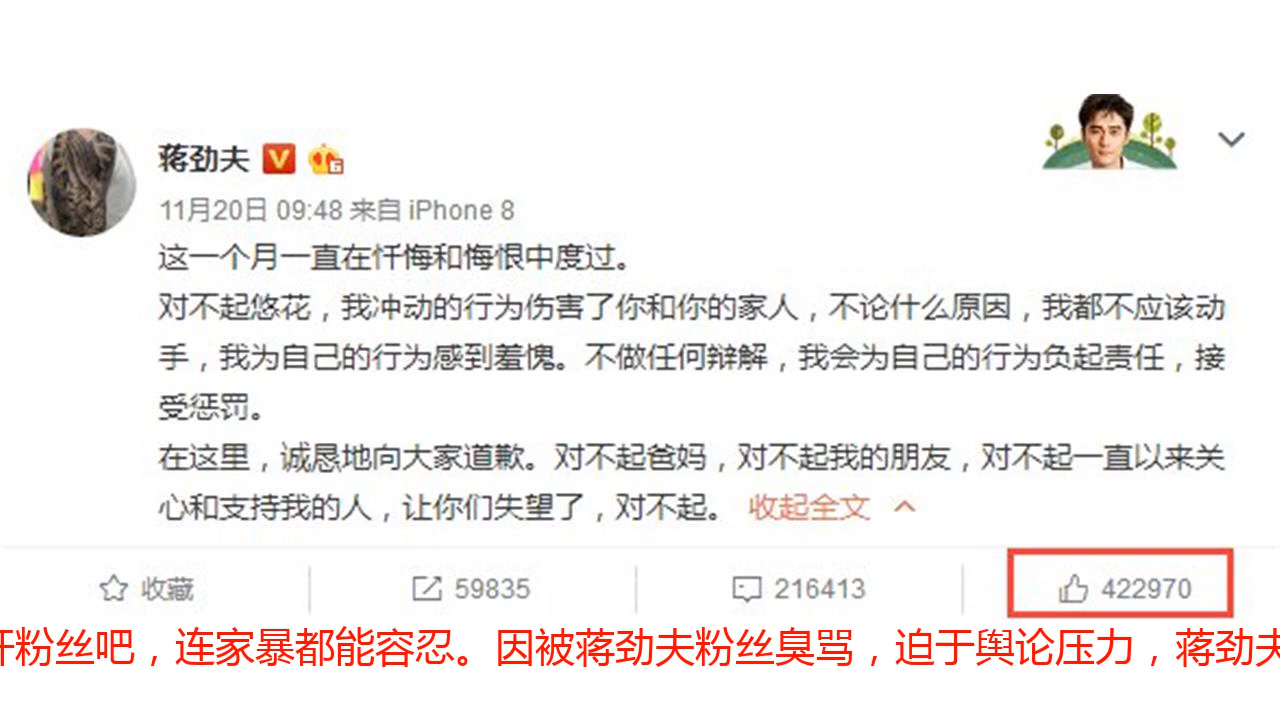 蒋劲夫
11月20日 09:48 来自 iPhone 8
这一个月一直在忏悔和悔恨中度过。
对不起悠花，我冲动的行为伤害了你和你的家人，不论什么原因，我都不应该动
手，我为自己的行为感到羞愧。不做任何辩解，我会为自己的行为负起责任，接
受惩罚。
在这里，诚恳地向大家道歉。对不起爸妈，对不起我的朋友，对不起一直以来关
心和支持我的人，让你们失望了，对不起。 收起全文
收藏 59835 216413 422970
粉丝吧，连家暴都能容忍。因被蒋劲夫粉丝臭骂，迫于舆论压力，蒋劲夫